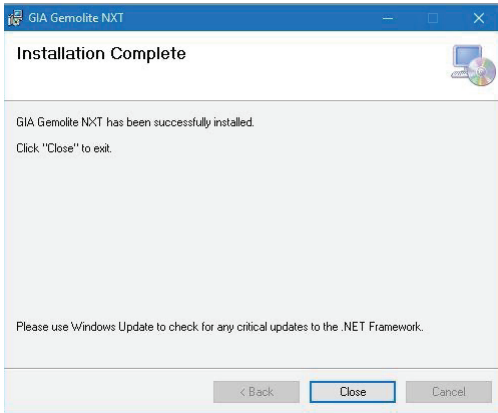 GIA Gemolite NXT
Installation Complete
GIA Gemolite NXT has been successfully installed.
Click "Close" to exit.
Please use Windows Update to check for any critical updates to the .NET Framework.
< Back Close Cancel